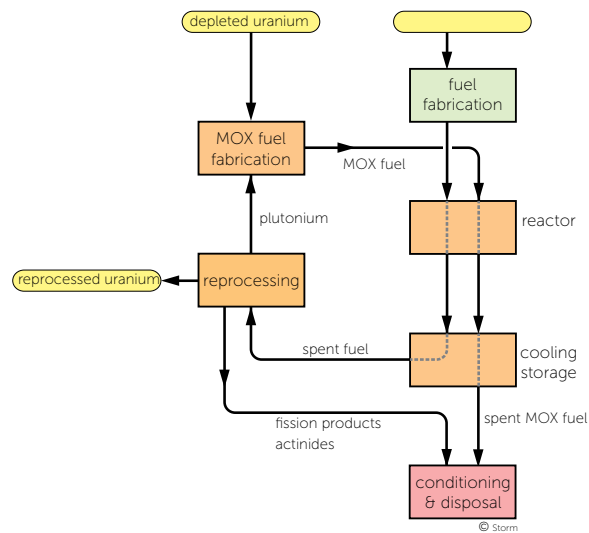 depleted uranium
fuel
fabrication
MOX fuel
fabrication
MOX fuel
plutonium
reactor
reprocessed uranium
reprocessing
spent fuel
cooling
storage
spent MOX fuel
fission products
actinides
conditioning
& disposal
© Storm